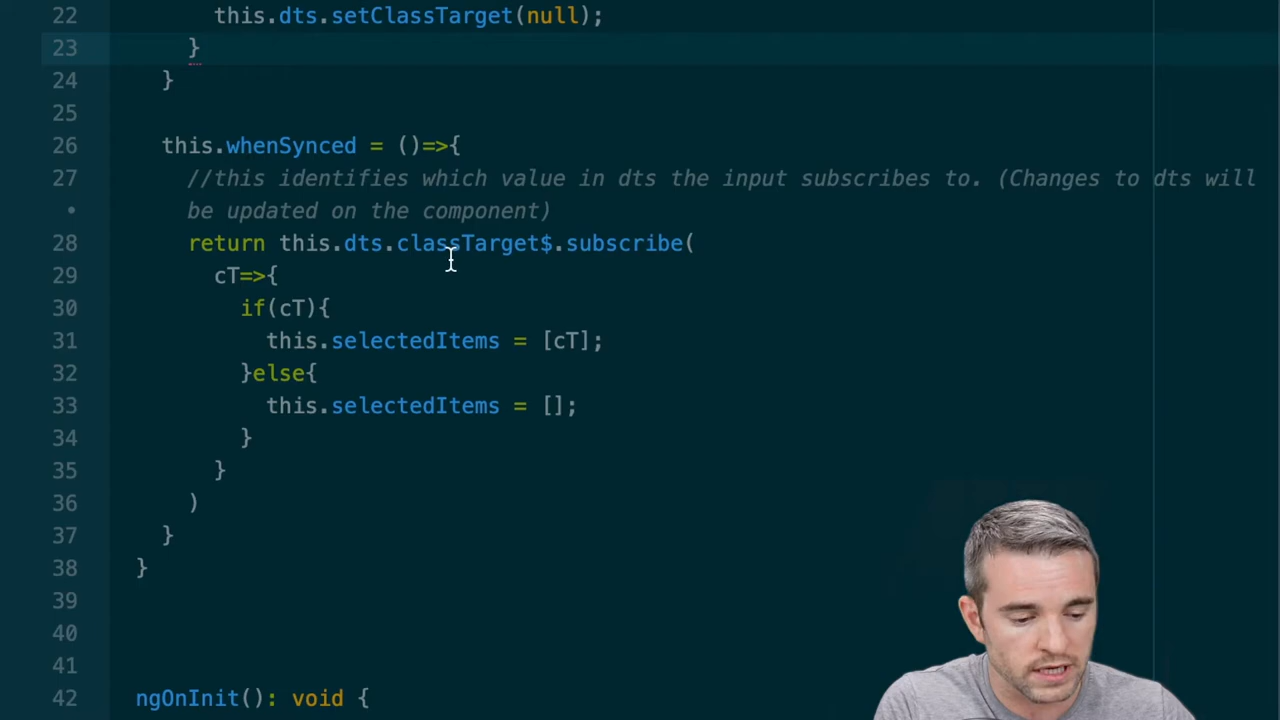 22 this.dts.setClassTarget(null);
23 }
24 }
25
26 this.whenSynced = ()=>{
27 //this identifies which value in dts the input subscribes to. (Changes to dts will
• be updated on the component)
28 return this.dts.classTarget$.subscribe(
29 cT=>{
30 if(cT){
31 this.selectedItems = [cT];
32 }else{
33 this.selectedItems = [];
34 }
35 }
36 )
37 }
38 }
39
40
41
42 ngOnInit(): void {